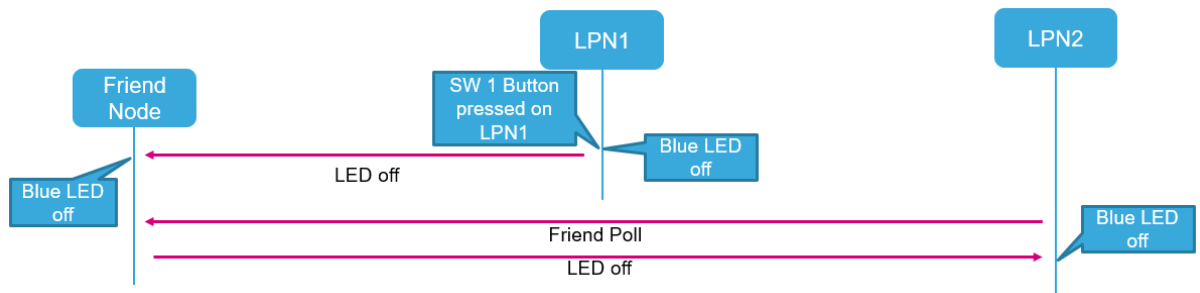 LPN1
LPN2
Friend
Node
SW 1 Button
pressed on
LPN1
Blue LED
off
LED off
Blue LED
off
Friend Poll
Blue LED
off
LED off